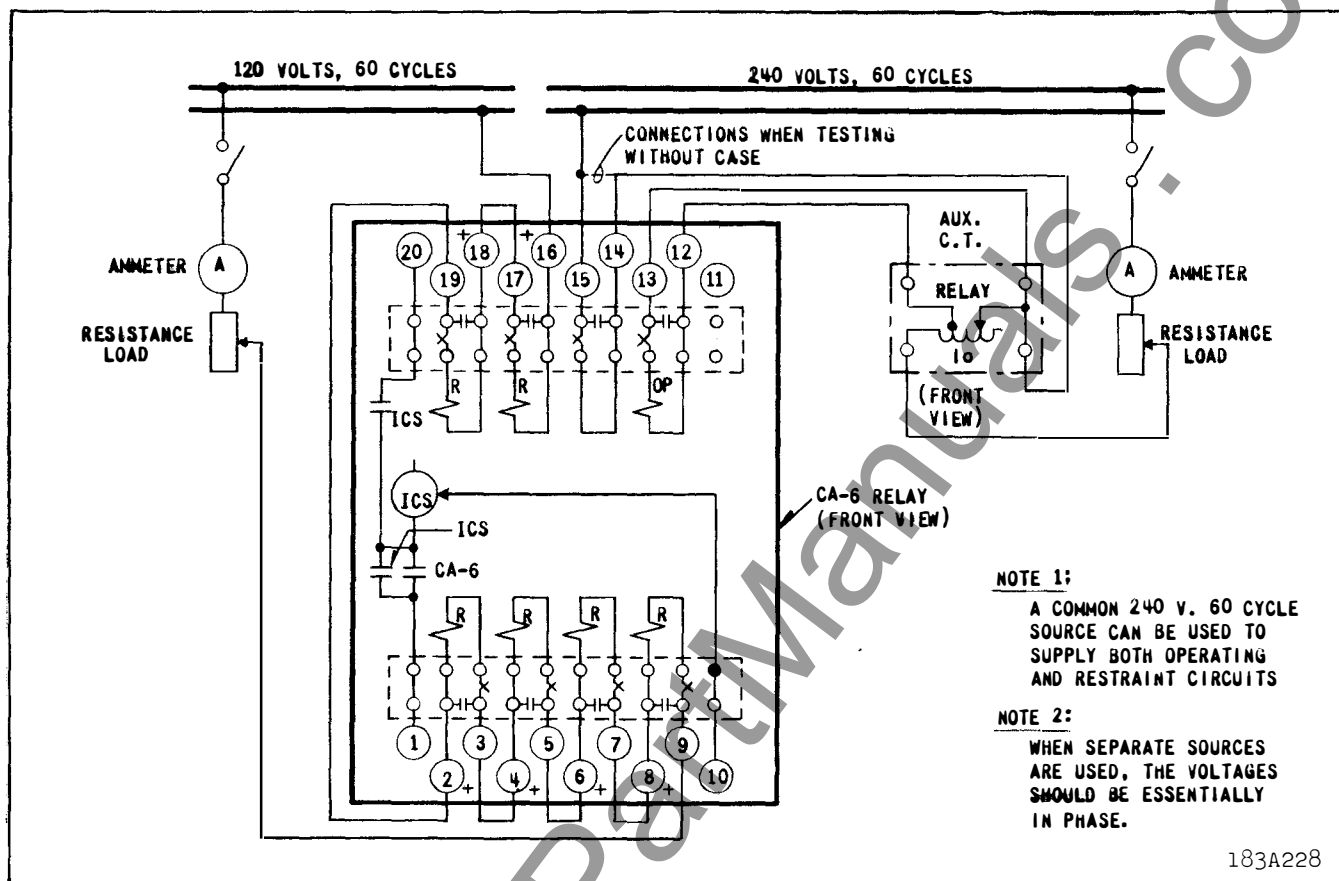 120 VOLTS, 60 CYCLES
240 VOLTS, 60 CYCLES
CONNECTIONS WHEN TESTING
WITHOUT CASE
AMMETER
A
RESISTANCE
LOAD
20
19
+
18
17
+
16
15
14
13
12
11
AUX.
C.T.
RELAY
10
(FRONT
VIEW)
A
AMMETER
RESISTANCE
LOAD
R
R
OP
ICS
ICS
ICS
CA-6
CA-6 RELAY
(FRONT VIEW)
R
R
R
R
1
2
+
3
4
+
5
6
+
7
8
+
9
10
NOTE 1:
A COMMON 240 V. 60 CYCLE
SOURCE CAN BE USED TO
SUPPLY BOTH OPERATING
AND RESTRAINT CIRCUITS
NOTE 2:
WHEN SEPARATE SOURCES
ARE USED, THE VOLTAGES
SHOULD BE ESSENTIALLY
IN PHASE.
183A228
PartManuals.co